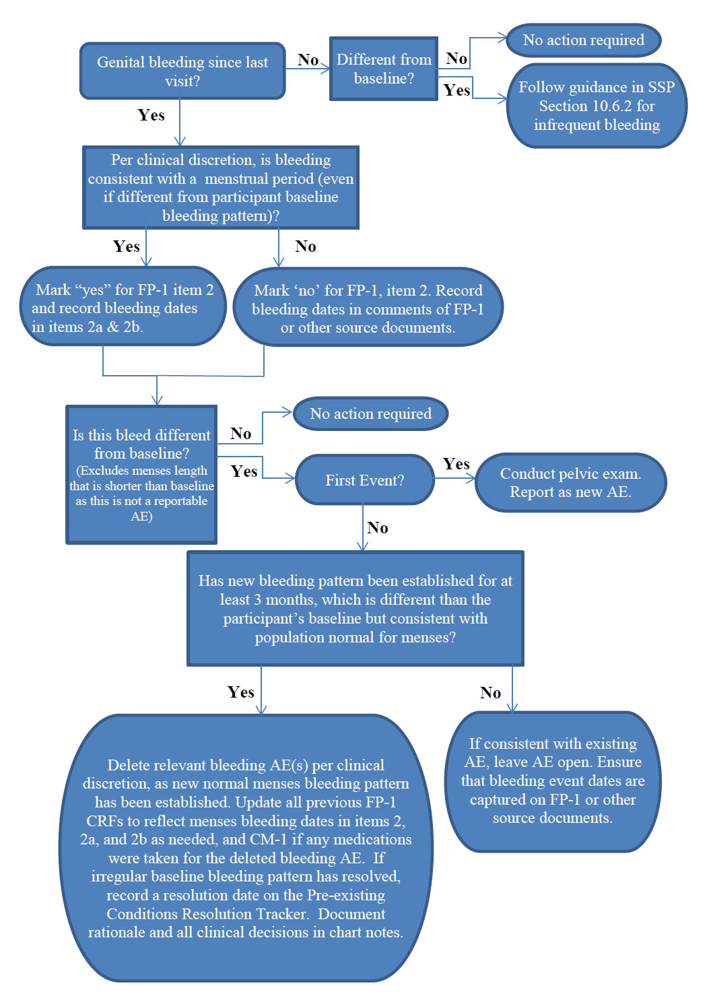 Genital bleeding since last
visit?
No
Different from
baseline?
No
No action required
Yes
Follow guidance in SSP
Section 10.6.2 for
infrequent bleeding
Yes
Per clinical discretion, is bleeding
consistent with a menstrual period (even
if different from participant baseline
bleeding pattern)?
Yes
No
Mark “yes” for FP-1 item 2
and record bleeding dates
in items 2a & 2b.
Mark ‘no’ for FP-1, item 2. Record
bleeding dates in comments of FP-1
or other source documents.
Is this bleed different
from baseline?
(Excludes menses length
that is shorter than baseline
as this is not a reportable
AE)
No
No action required
Yes
First Event?
Yes
Conduct pelvic exam.
Report as new AE.
No
Has new bleeding pattern been established for at
least 3 months, which is different than the
participant’s baseline but consistent with
population normal for menses?
Yes
No
Delete relevant bleeding AE(s) per clinical
discretion, as new normal menses bleeding pattern
has been established. Update all previous FP-1
CRFs to reflect menses bleeding dates in items 2,
2a, and 2b as needed, and CM-1 if any medications
were taken for the deleted bleeding AE. If
irregular baseline bleeding pattern has resolved,
record a resolution date on the Pre-existing
Conditions Resolution Tracker. Document
rationale and all clinical decisions in chart notes.
If consistent with existing
AE, leave AE open. Ensure
that bleeding event dates are
captured on FP-1 or other
source documents.